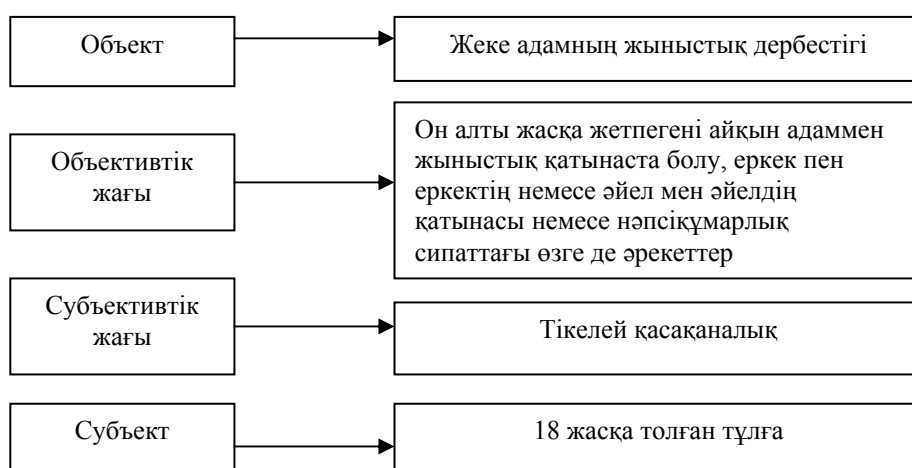 Объект
Жеке адамның жыныстық дербестігі
Объективтік
жағы
Он алты жасқа жетпегені айқын адаммен
жыныстық қатынаста болу, еркек пен
еркектің немесе әйел мен әйелдің
қатынасы немесе нәпсіқұмарлық
сипаттағы өзге де әрекеттер
Субъективтік
жағы
Тікелей қасақаналық
Субъект
18 жасқа толған тұлға